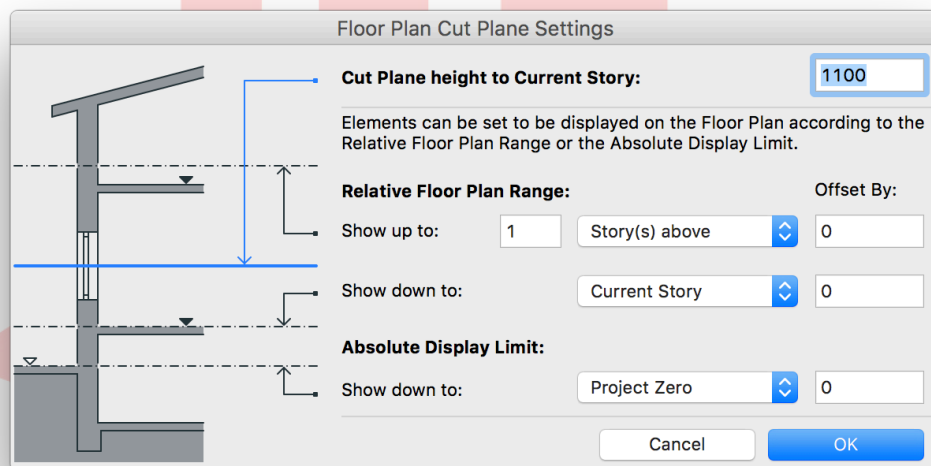 Floor Plan Cut Plane Settings
Cut Plane height to Current Story: 1100
Elements can be set to be displayed on the Floor Plan according to the
Relative Floor Plan Range or the Absolute Display Limit.
Relative Floor Plan Range: Offset By:
Show up to: 1 Story(s) above 0
Show down to: Current Story 0
Absolute Display Limit:
Show down to: Project Zero 0
Cancel OK